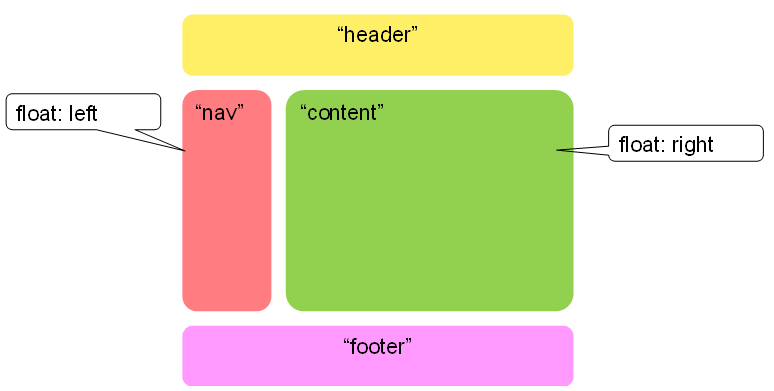 “header”
float: left
“nav”
“content”
float: right
“footer”